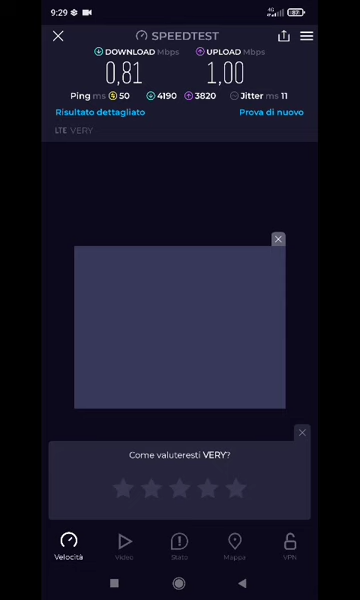 9:29 4G 87
SPEEDTEST
DOWNLOAD Mbps UPLOAD Mbps
0,81 1,00
Ping ms 50 4190 3820 Jitter ms 11
Risultato dettagliato Prova di nuovo
LTE VERY
Come valuteresti VERY?
Velocità Video Stato Mappa VPN